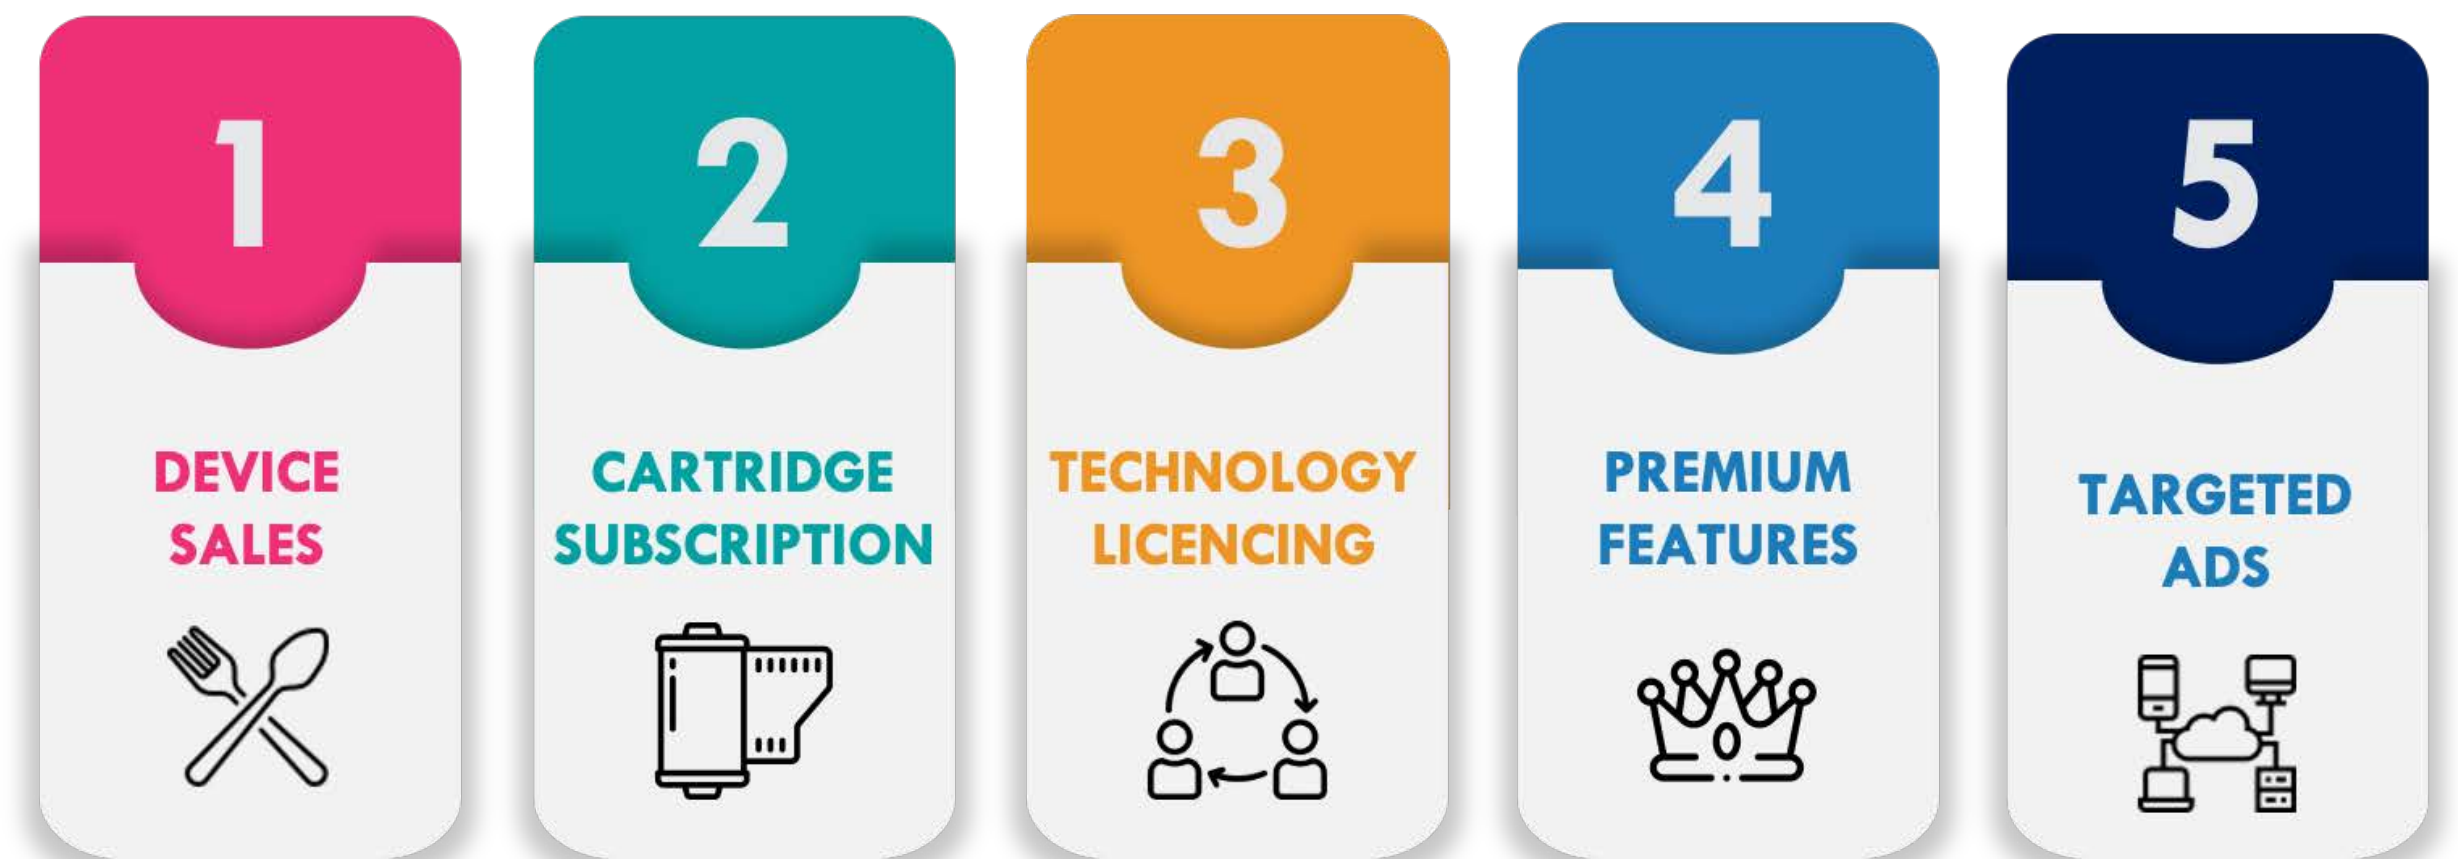 1
DEVICE
SALES
2
CARTRIDGE
SUBSCRIPTION
3
TECHNOLOGY
LICENCING
4
PREMIUM
FEATURES
5
TARGETED
ADS